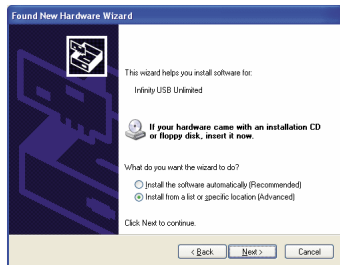 Found New Hardware Wizard
This wizard helps you install software for:
Infinity USB Unlimited
If your hardware came with an installation CD
or floppy disk, insert it now.
What do you want the wizard to do?
Install the software automatically (Recommended)
Install from a list or specific location (Advanced)
Click Next to continue.
< Back Next > Cancel